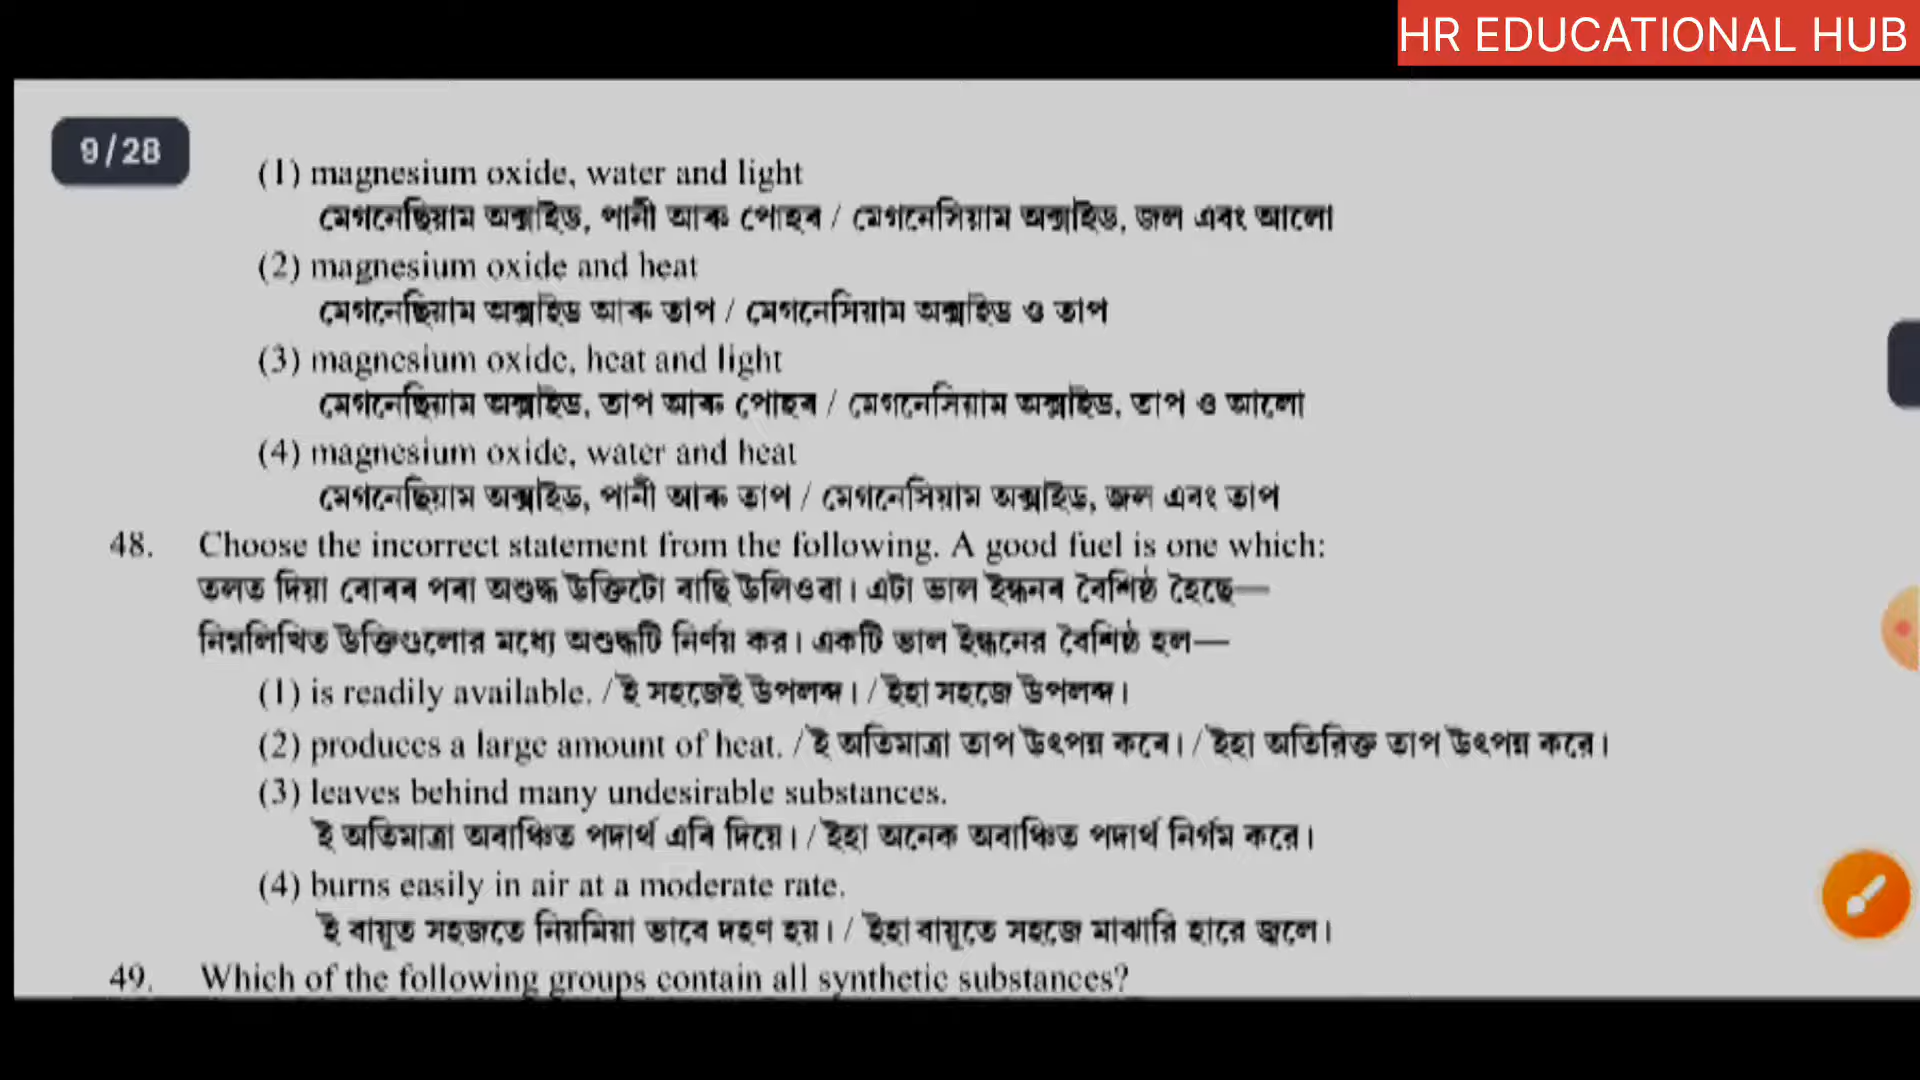 HR EDUCATIONAL HUB
9/28
(1) magnesium oxide, water and light
মেগনেছিয়াম অক্সাইড, পানী আৰু পোহৰ / মেগনেসিয়াম অক্সাইড, জল এবং আলো
(2) magnesium oxide and heat
মেগনেছিয়াম অক্সাইড আৰু তাপ / মেগনেসিয়াম অক্সাইড ও তাপ
(3) magnesium oxide, heat and light
মেগনেছিয়াম অক্সাইড, তাপ আৰু পোহৰ / মেগনেসিয়াম অক্সাইড, তাপ ও আলো
(4) magnesium oxide, water and heat
মেগনেছিয়াম অক্সাইড, পানী আৰু তাপ / মেগনেসিয়াম অক্সাইড, জল এবং তাপ
48. Choose the incorrect statement from the following. A good fuel is one which:
তলত দিয়া বোৰৰ পৰা অশুদ্ধ উক্তিটো বাছি উলিওৱা। এটা ভাল ইন্ধনৰ বৈশিষ্ঠ হৈছে—
নিম্নলিখিত উক্তিগুলোর মধ্যে অশুদ্ধটি নির্ণয় কর। একটি ভাল ইন্ধনের বৈশিষ্ঠ হল—
(1) is readily available. / ই সহজেই উপলব্ধ। / ইহা সহজে উপলব্ধ।
(2) produces a large amount of heat. / ই অতিমাত্ৰা তাপ উৎপন্ন কৰে। / ইহা অতিরিক্ত তাপ উৎপন্ন করে।
(3) leaves behind many undesirable substances.
ই অতিমাত্ৰা অবাঞ্চিত পদাৰ্থ এৰি দিয়ে। / ইহা অনেক অবাঞ্চিত পদার্থ নির্গম করে।
(4) burns easily in air at a moderate rate.
ই বায়ুত সহজতে নিয়মিয়া ভাবে দহণ হয়। / ইহা বায়ুতে সহজে মাঝারি হারে জ্বলে।
49. Which of the following groups contain all synthetic substances?